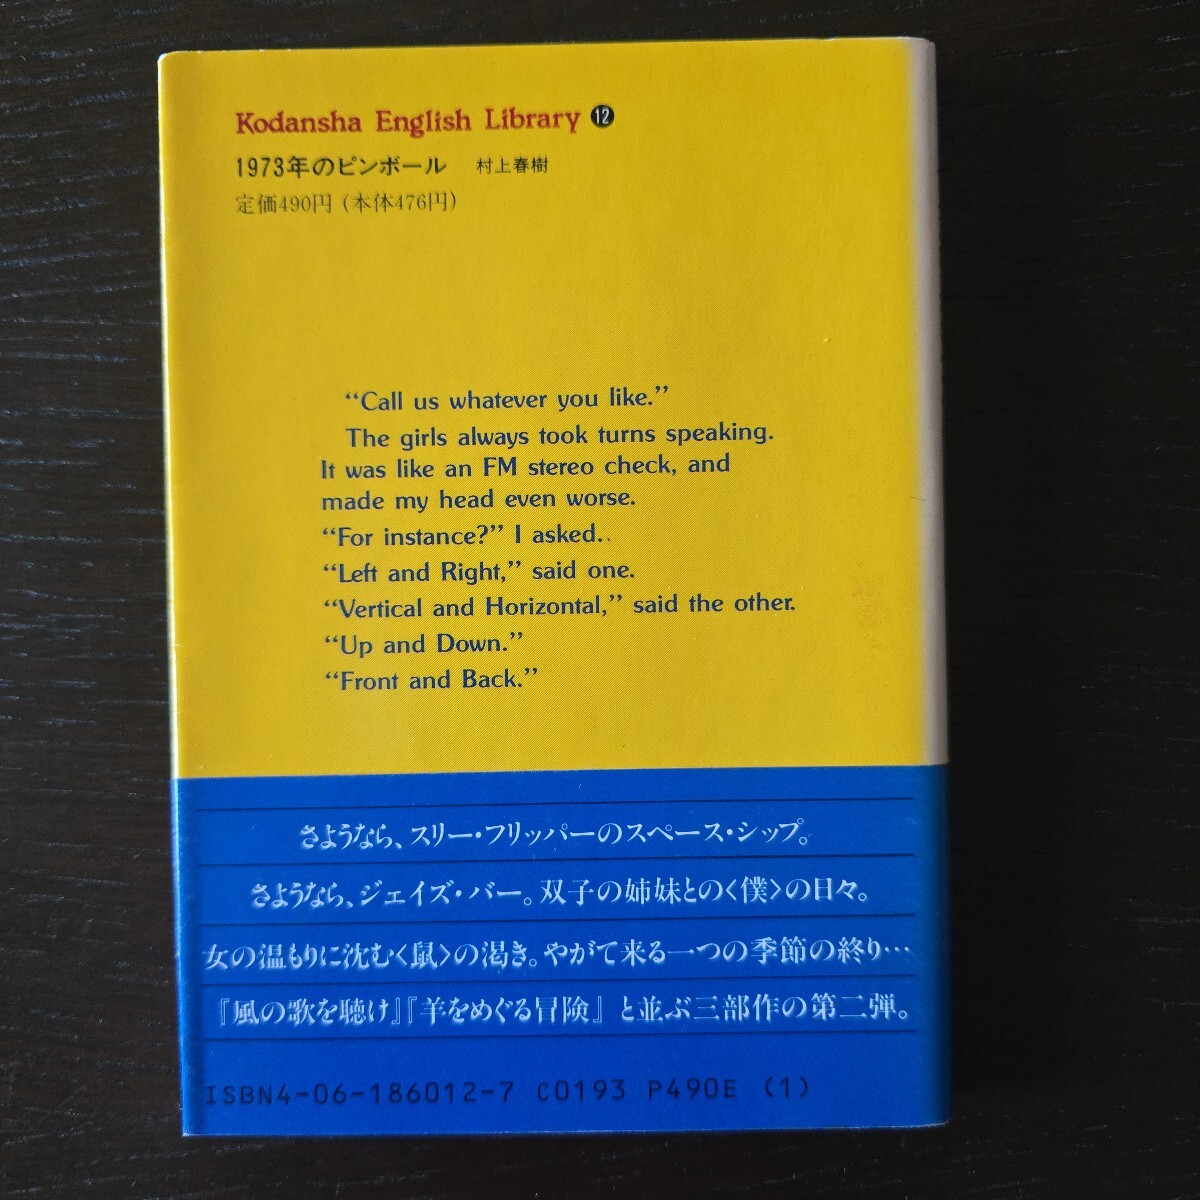 Kodansha English Library 12
1973年のピンボール 村上春樹
定価490円(本体476円)
“Call us whatever you like.”
The girls always took turns speaking.
It was like an FM stereo check, and
made my head even worse.
“For instance?” I asked.
“Left and Right,” said one.
“Vertical and Horizontal,” said the other.
“Up and Down.”
“Front and Back.”
さようなら、スリー・フリッパーのスペース・シップ。
さようなら、ジェイズ・バー。双子の姉妹との〈僕〉の日々。
女の温もりに沈む〈鼠〉の渇き。やがて来る一つの季節の終り…
『風の歌を聴け』『羊をめぐる冒険』と並ぶ三部作の第二弾。
ISBN4-06-186012-7 C0193 P490E (1)